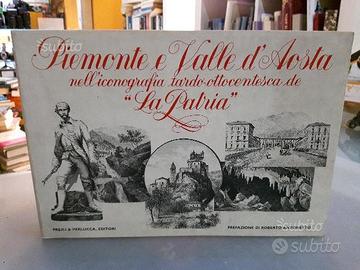 Piemonte e Valle d'Aosta
nell'iconografia tardo-ottocentesca de
"La Patria"
PRIULI & VERLUCCA, EDITORI
PREFAZIONE DI ROBERTO ANTONETTO
subito
subito
subito